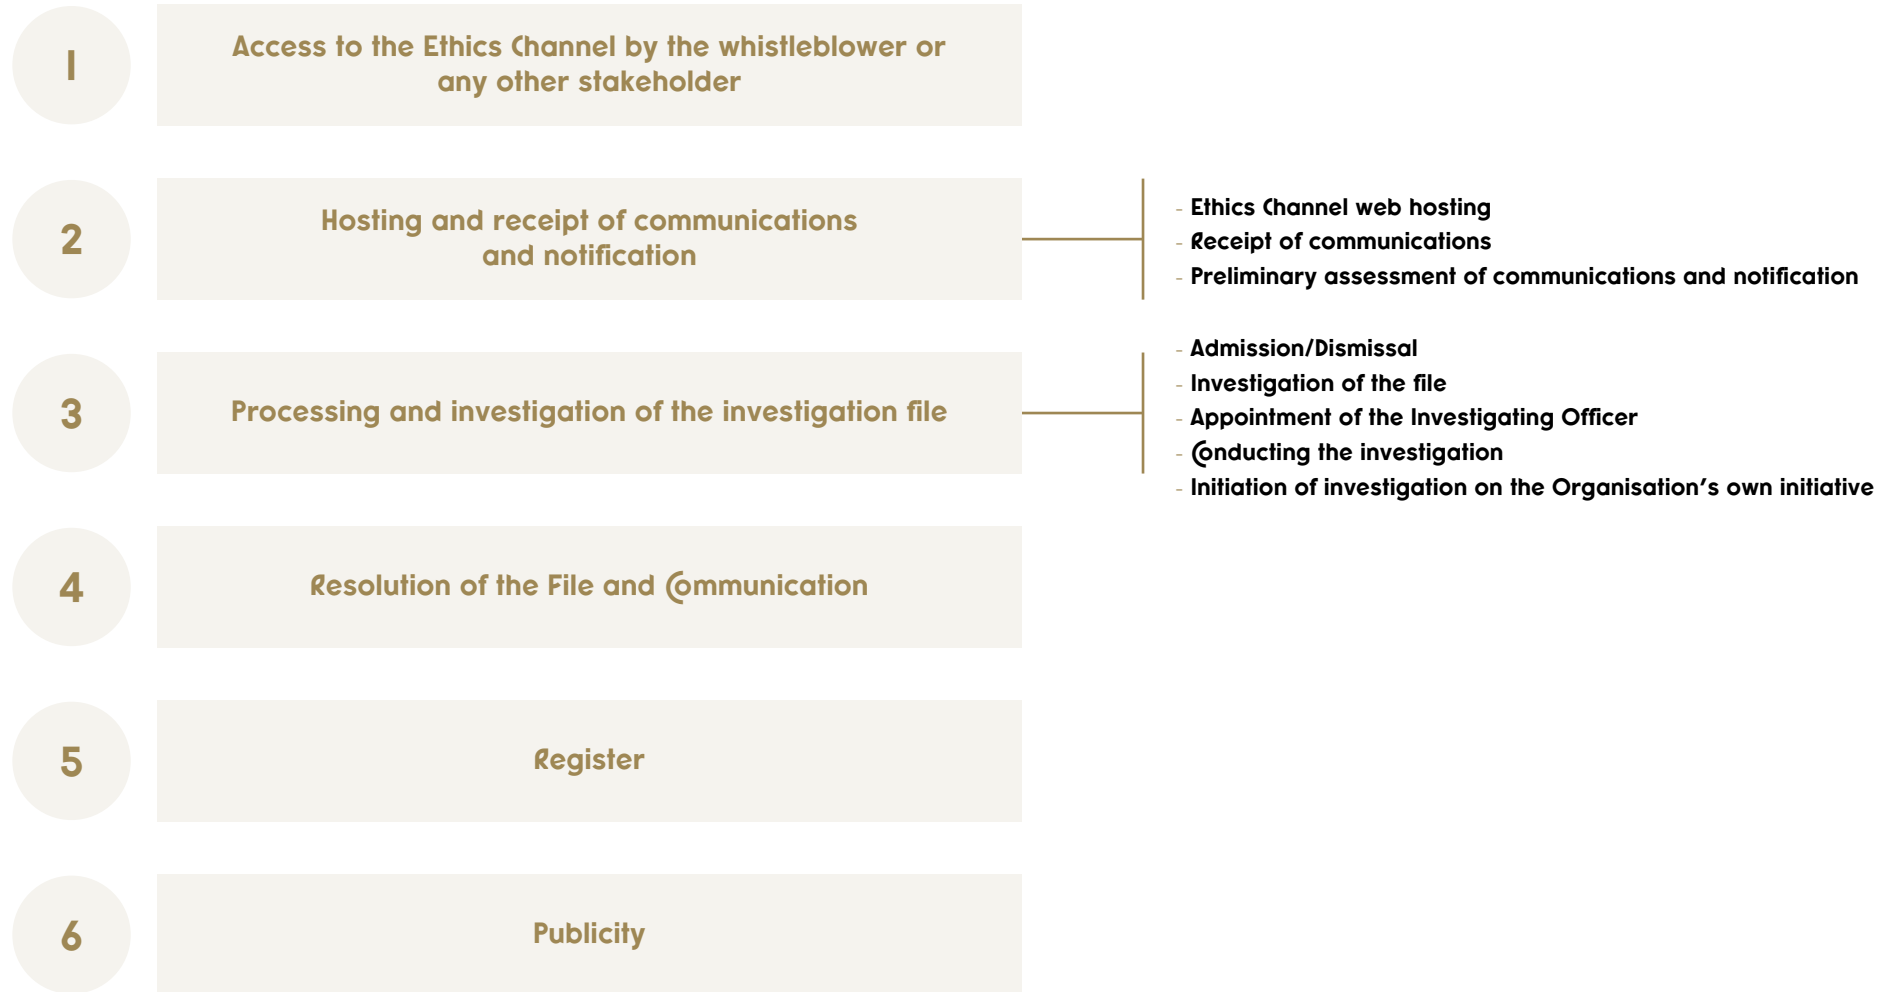 1
Access to the Ethics Channel by the whistleblower or
any other stakeholder
2
Hosting and receipt of communications
and notification
- Ethics Channel web hosting
- Receipt of communications
- Preliminary assessment of communications and notification
3
Processing and investigation of the investigation file
- Admission/Dismissal
- Investigation of the file
- Appointment of the Investigating Officer
- Conducting the investigation
- Initiation of investigation on the Organisation's own initiative
4
Resolution of the File and Communication
5
Register
6
Publicity